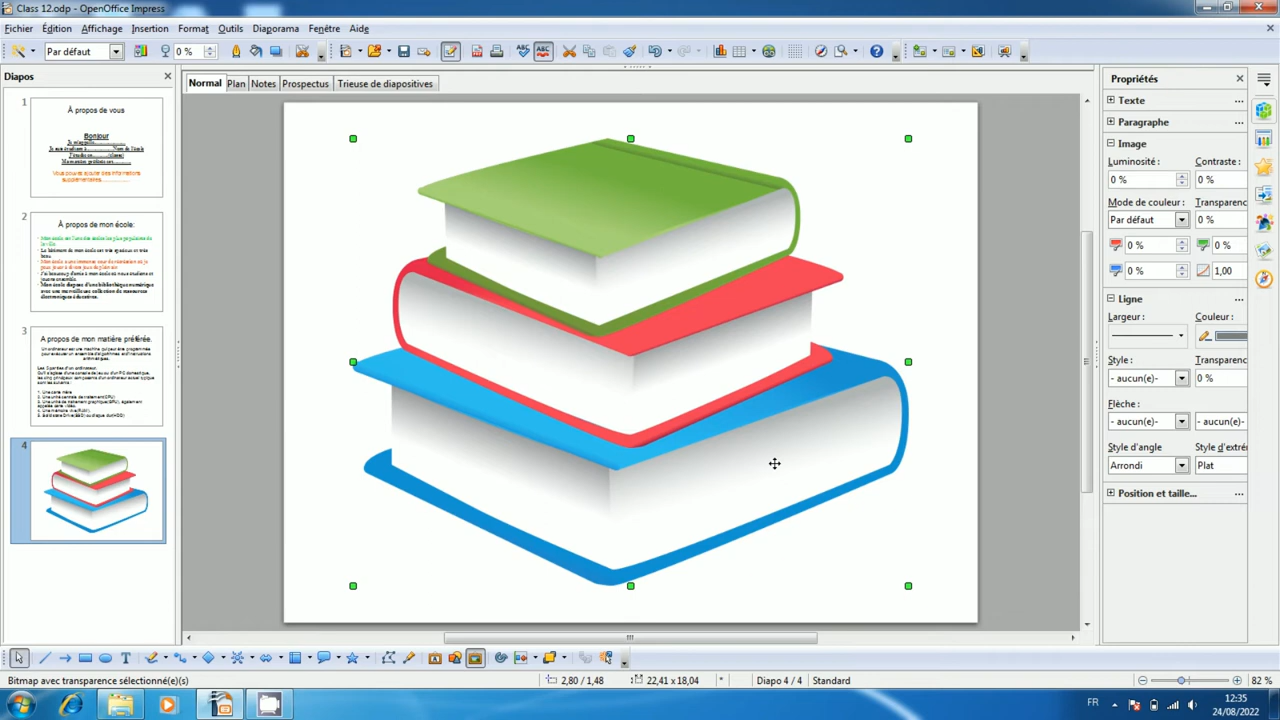 Class 12.odp - OpenOffice Impress
Fichier Édition Affichage Insertion Format Outils Diaporama Fenêtre Aide
Par défaut 0 %
Diapos
Normal Plan Notes Prospectus Trieuse de diapositives
1
À propos de vous
Bonjour
2
À propos de mon école:
3
A propos de mon matière préférée.
4
Propriétés
Texte
Paragraphe
Image
Luminosité : Contraste :
0 % 0 %
Mode de couleur : Transparenc
Par défaut 0 %
0 % 0 %
0 % 1,00
Ligne
Largeur : Couleur :
Style : Transparenc
- aucun(e)- 0 %
Flèche :
- aucun(e)- - aucun(e)-
Style d'angle Style d'extré
Arrondi Plat
Position et taille...
Bitmap avec transparence sélectionné(e)(s) 2,80 / 1,48 22,41 x 18,04 * Diapo 4 / 4 Standard 82 %
FR 12:35
24/08/2022